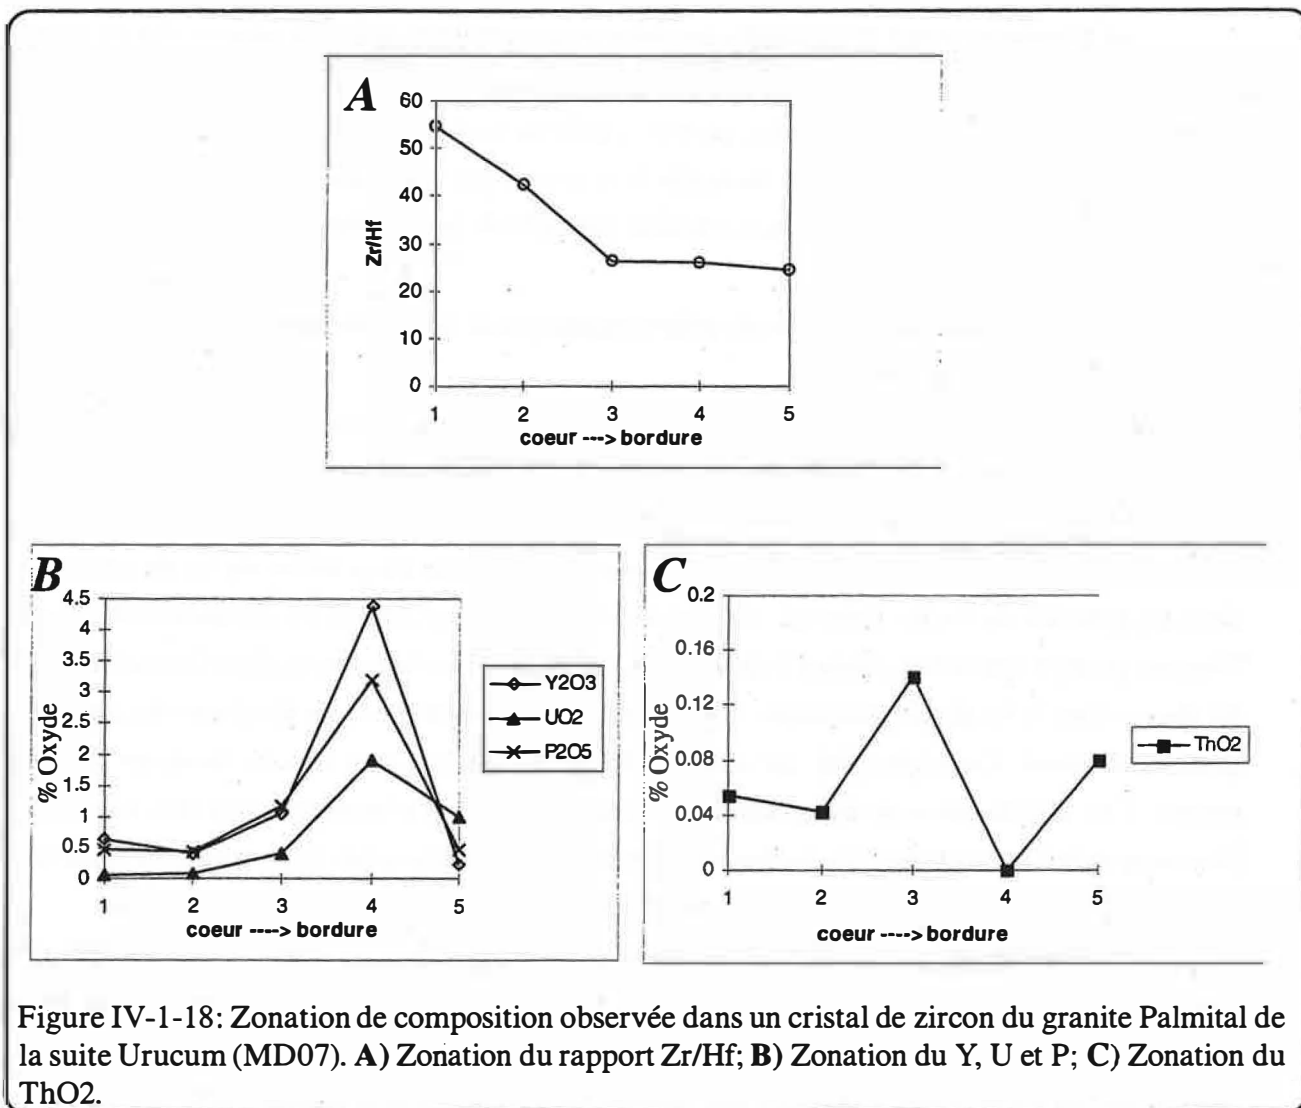 A
60
50
40
30
20
10
0
Zr/Hf
1 2 3 4 5
coeur ---> bordure
B
4.5
4
3.5
3
2.5
2
1.5
1
0.5
0
% Oxyde
1 2 3 4 5
coeur ----> bordure
Y2O3
UO2
P2O5
C
0.2
0.16
0.12
0.08
0.04
0
% Oxyde
1 2 3 4 5
coeur ----> bordure
ThO2
Figure IV-1-18: Zonation de composition observée dans un cristal de zircon du granite Palmital de
la suite Urucum (MD07). A) Zonation du rapport Zr/Hf; B) Zonation du Y, U et P; C) Zonation du
ThO2.